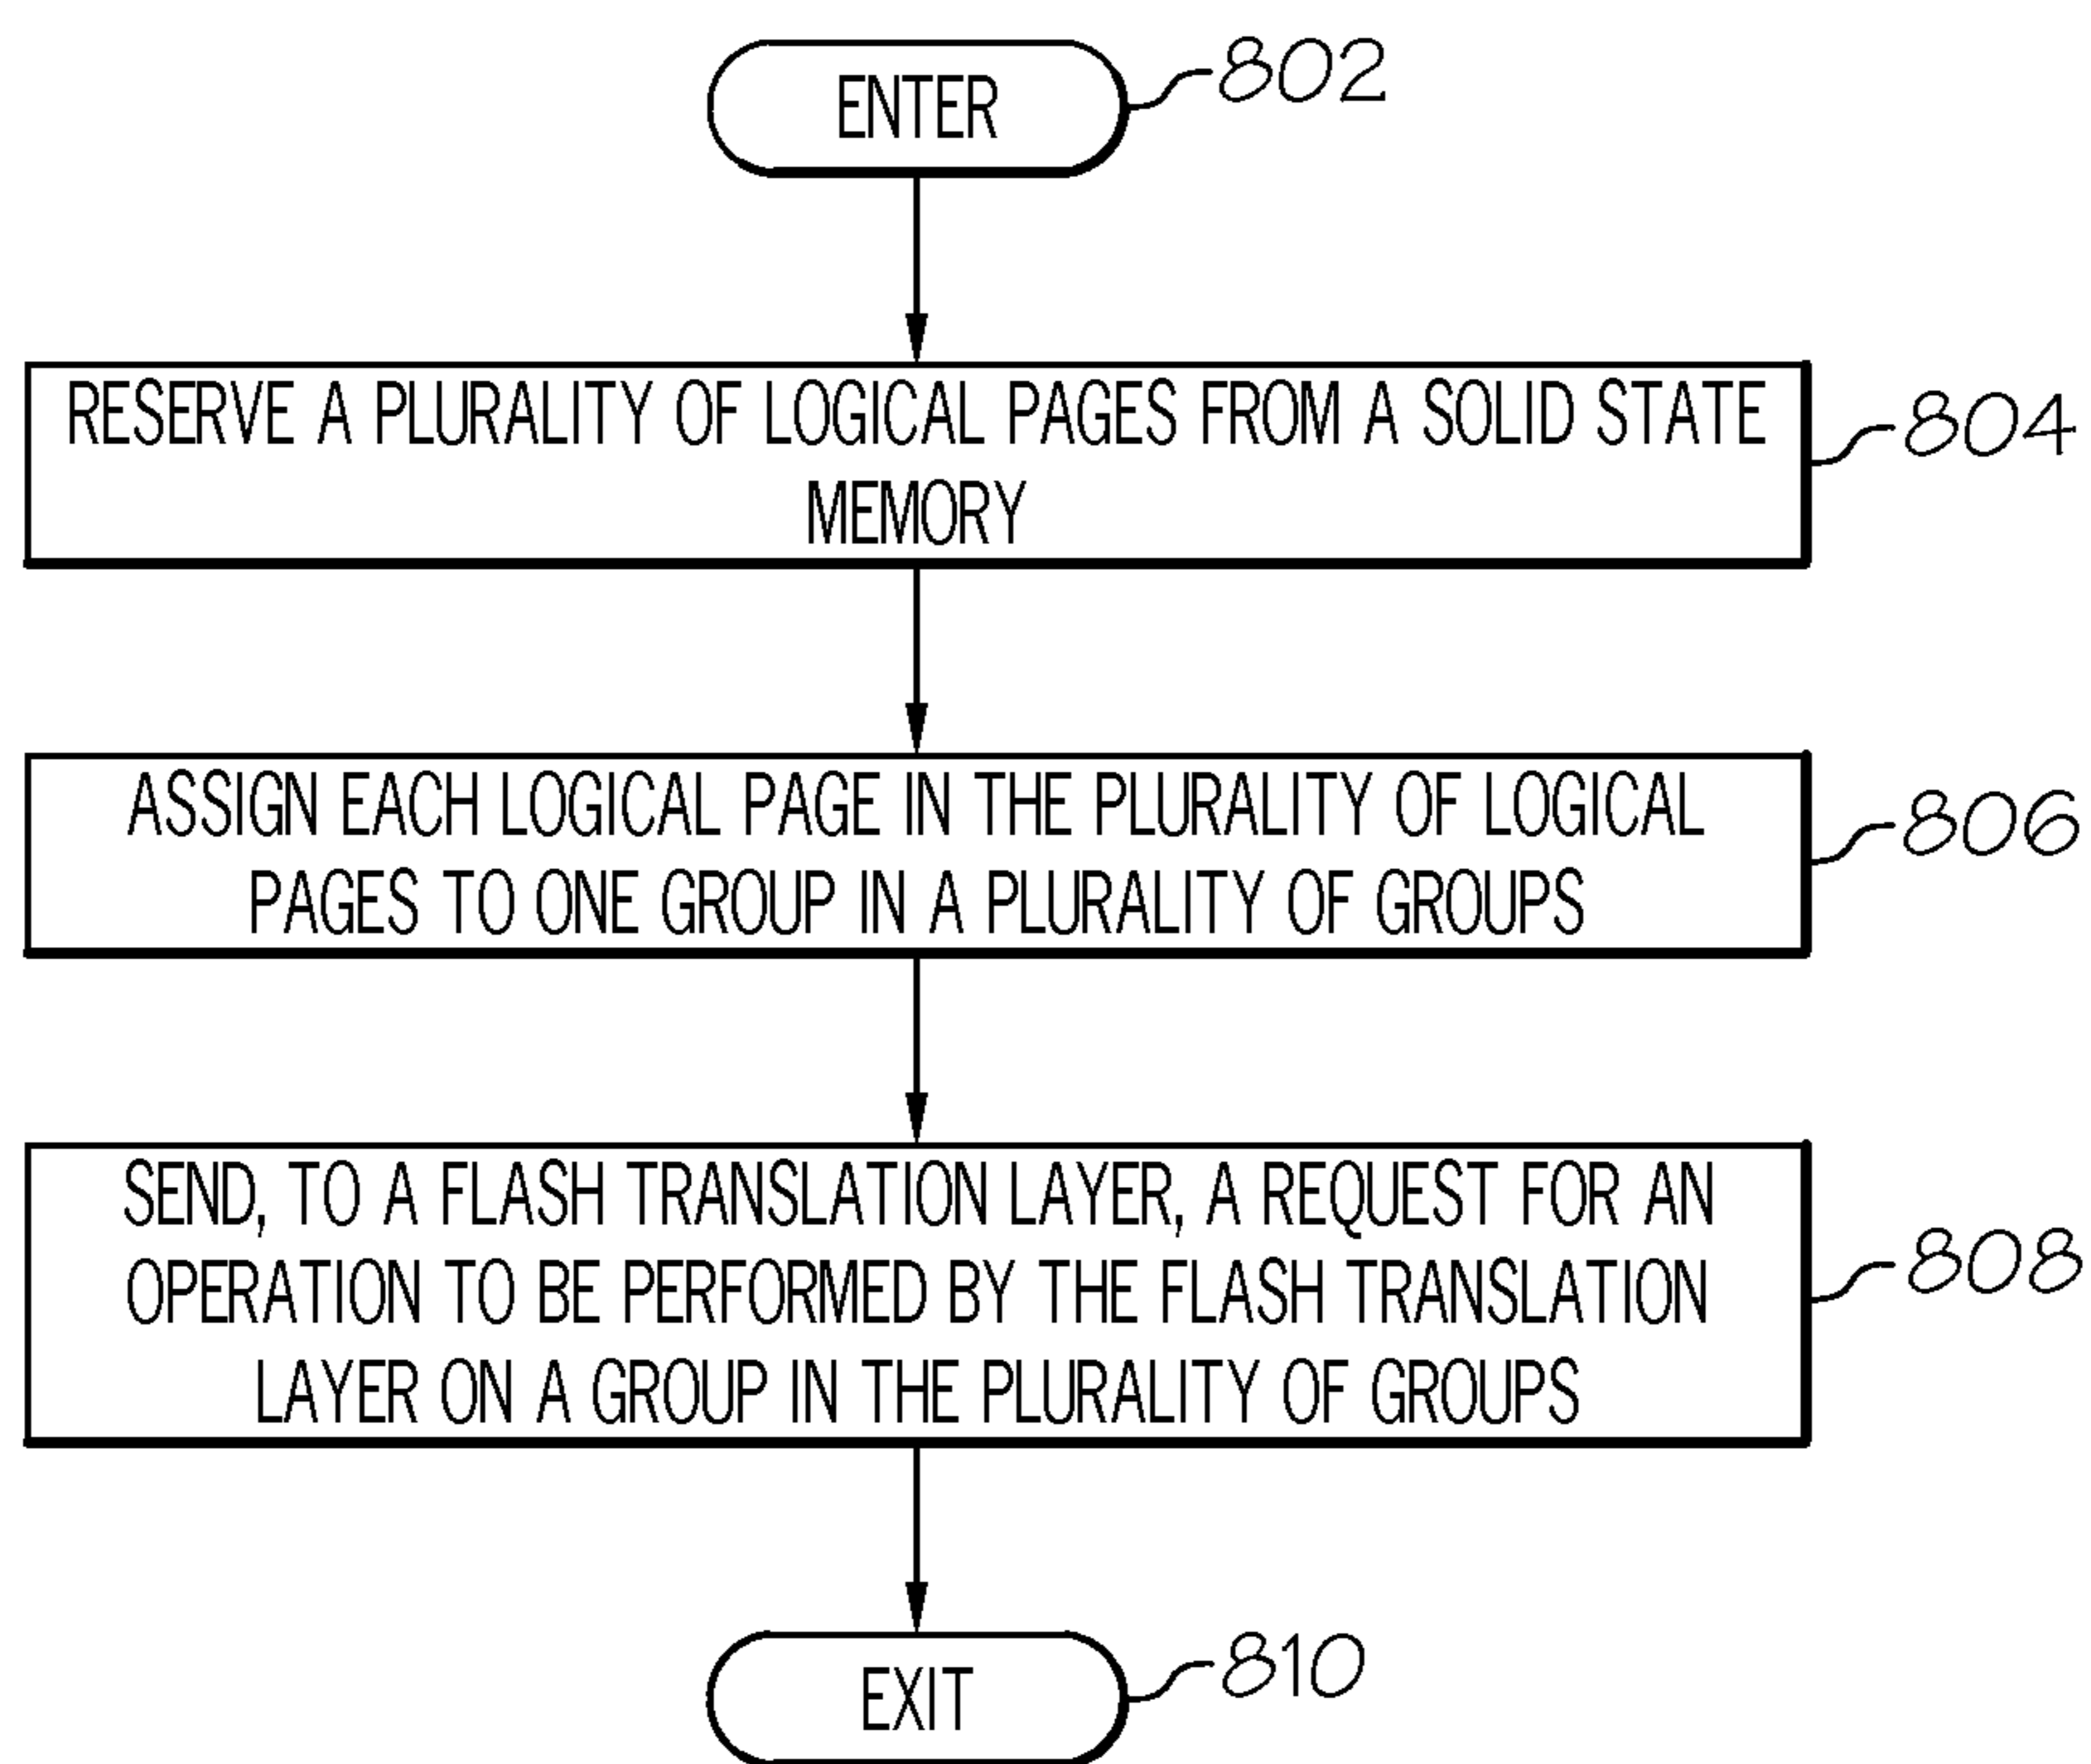 ENTER
802
RESERVE A PLURALITY OF LOGICAL PAGES FROM A SOLID STATE
MEMORY
804
ASSIGN EACH LOGICAL PAGE IN THE PLURALITY OF LOGICAL
PAGES TO ONE GROUP IN A PLURALITY OF GROUPS
806
SEND, TO A FLASH TRANSLATION LAYER, A REQUEST FOR AN
OPERATION TO BE PERFORMED BY THE FLASH TRANSLATION
LAYER ON A GROUP IN THE PLURALITY OF GROUPS
808
EXIT
810